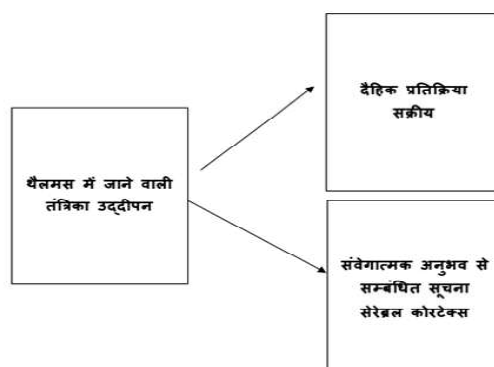 थैलमस में जाने वाली
तंत्रिका उद्दीपन
दैहिक प्रतिक्रिया
सक्रीय
संवेगात्मक अनुभव से
सम्बंधित सूचना
सेरेब्रल कोरटेक्स